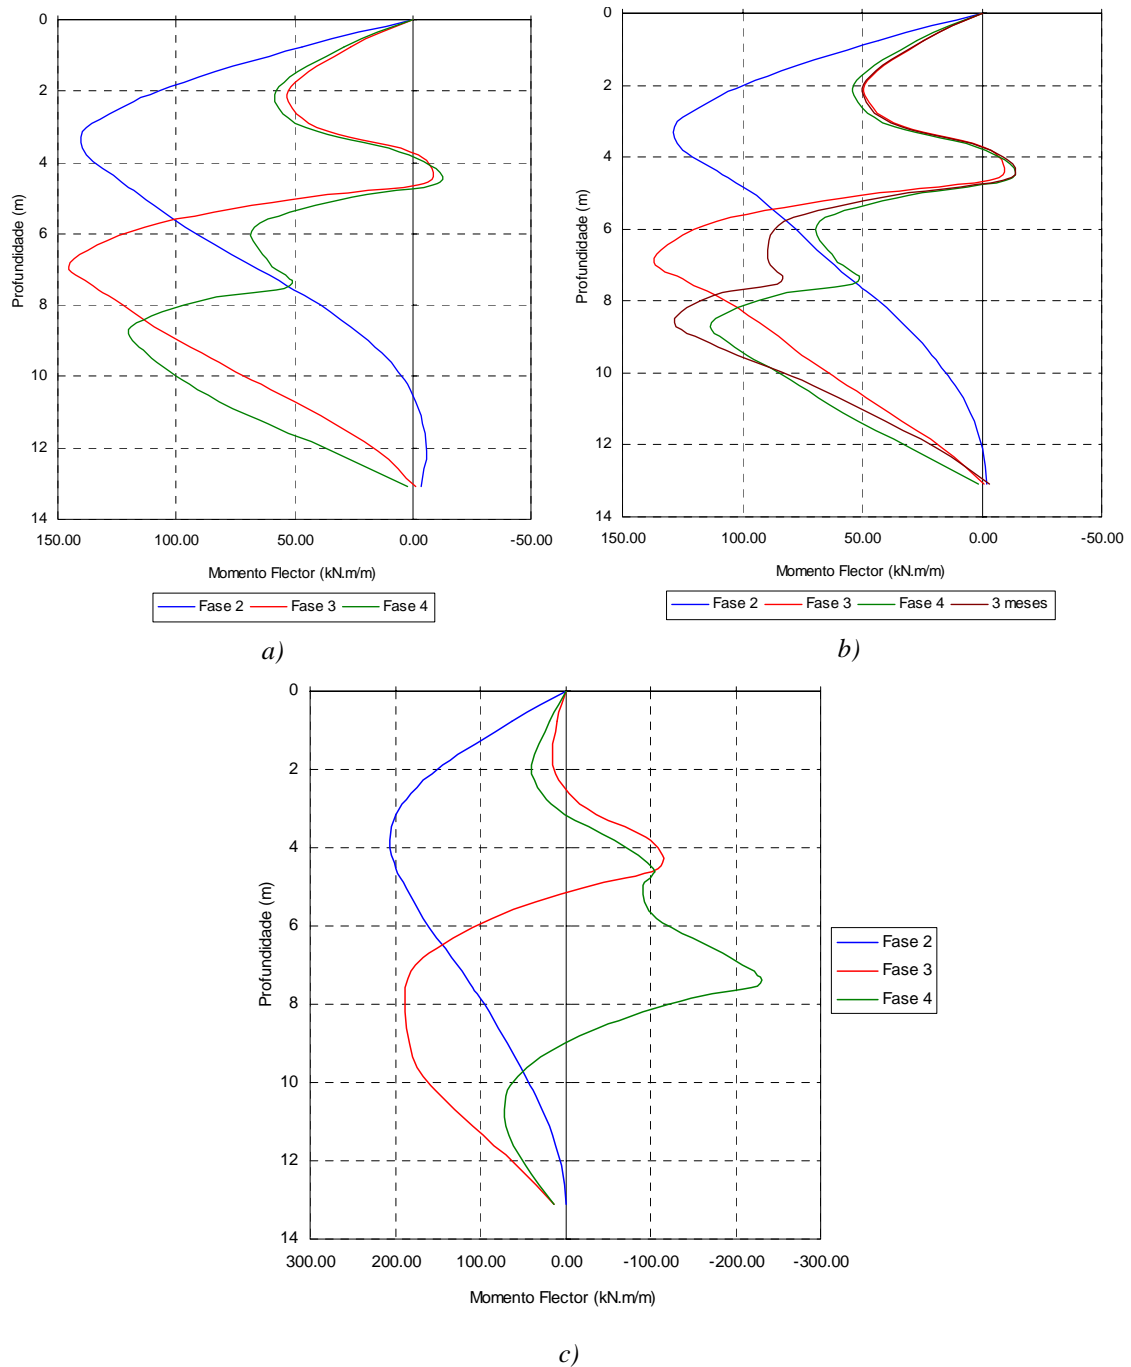 0
2
4
6
8
10
12
14
Profundidade (m)
150.00 100.00 50.00 0.00 -50.00
Momento Flector (kN.m/m)
Fase 2 Fase 3 Fase 4
a)
0
2
4
6
8
10
12
14
Profundidade (m)
150.00 100.00 50.00 0.00 -50.00
Momento Flector (kN.m/m)
Fase 2 Fase 3 Fase 4 3 meses
b)
0
2
4
6
8
10
12
14
Profundidade (m)
300.00 200.00 100.00 0.00 -100.00 -200.00 -300.00
Momento Flector (kN.m/m)
Fase 2
Fase 3
Fase 4
c)